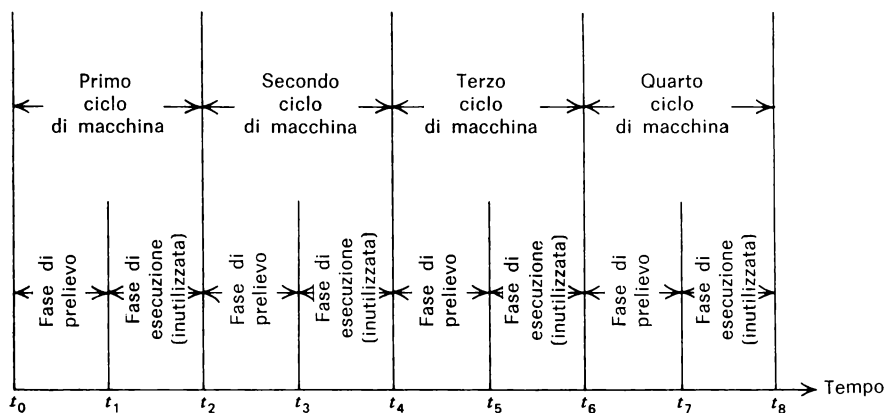 Primo
ciclo
di macchina
Secondo
ciclo
di macchina
Terzo
ciclo
di macchina
Quarto
ciclo
di macchina
Fase di
prelievo
Fase di
esecuzione
(inutilizzata)
Fase di
prelievo
Fase di
esecuzione
(inutilizzata)
Fase di
prelievo
Fase di
esecuzione
(inutilizzata)
Fase di
prelievo
Fase di
esecuzione
(inutilizzata)
t0 t1 t2 t3 t4 t5 t6 t7 t8 Tempo